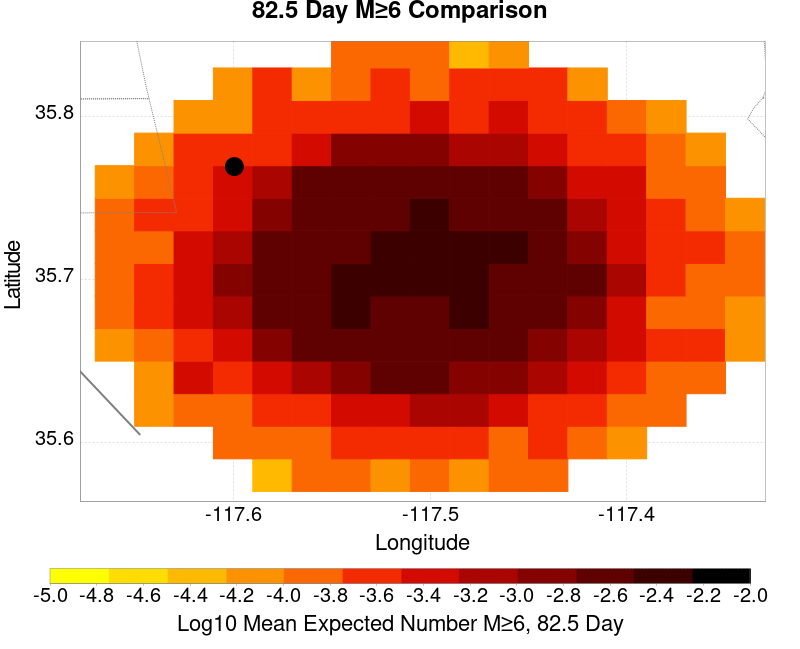 82.5 Day M≥6 Comparison
35.8
35.7
35.6
Latitude
-117.6 -117.5 -117.4
Longitude
-5.0 -4.8 -4.6 -4.4 -4.2 -4.0 -3.8 -3.6 -3.4 -3.2 -3.0 -2.8 -2.6 -2.4 -2.2 -2.0
Log10 Mean Expected Number M≥6, 82.5 Day